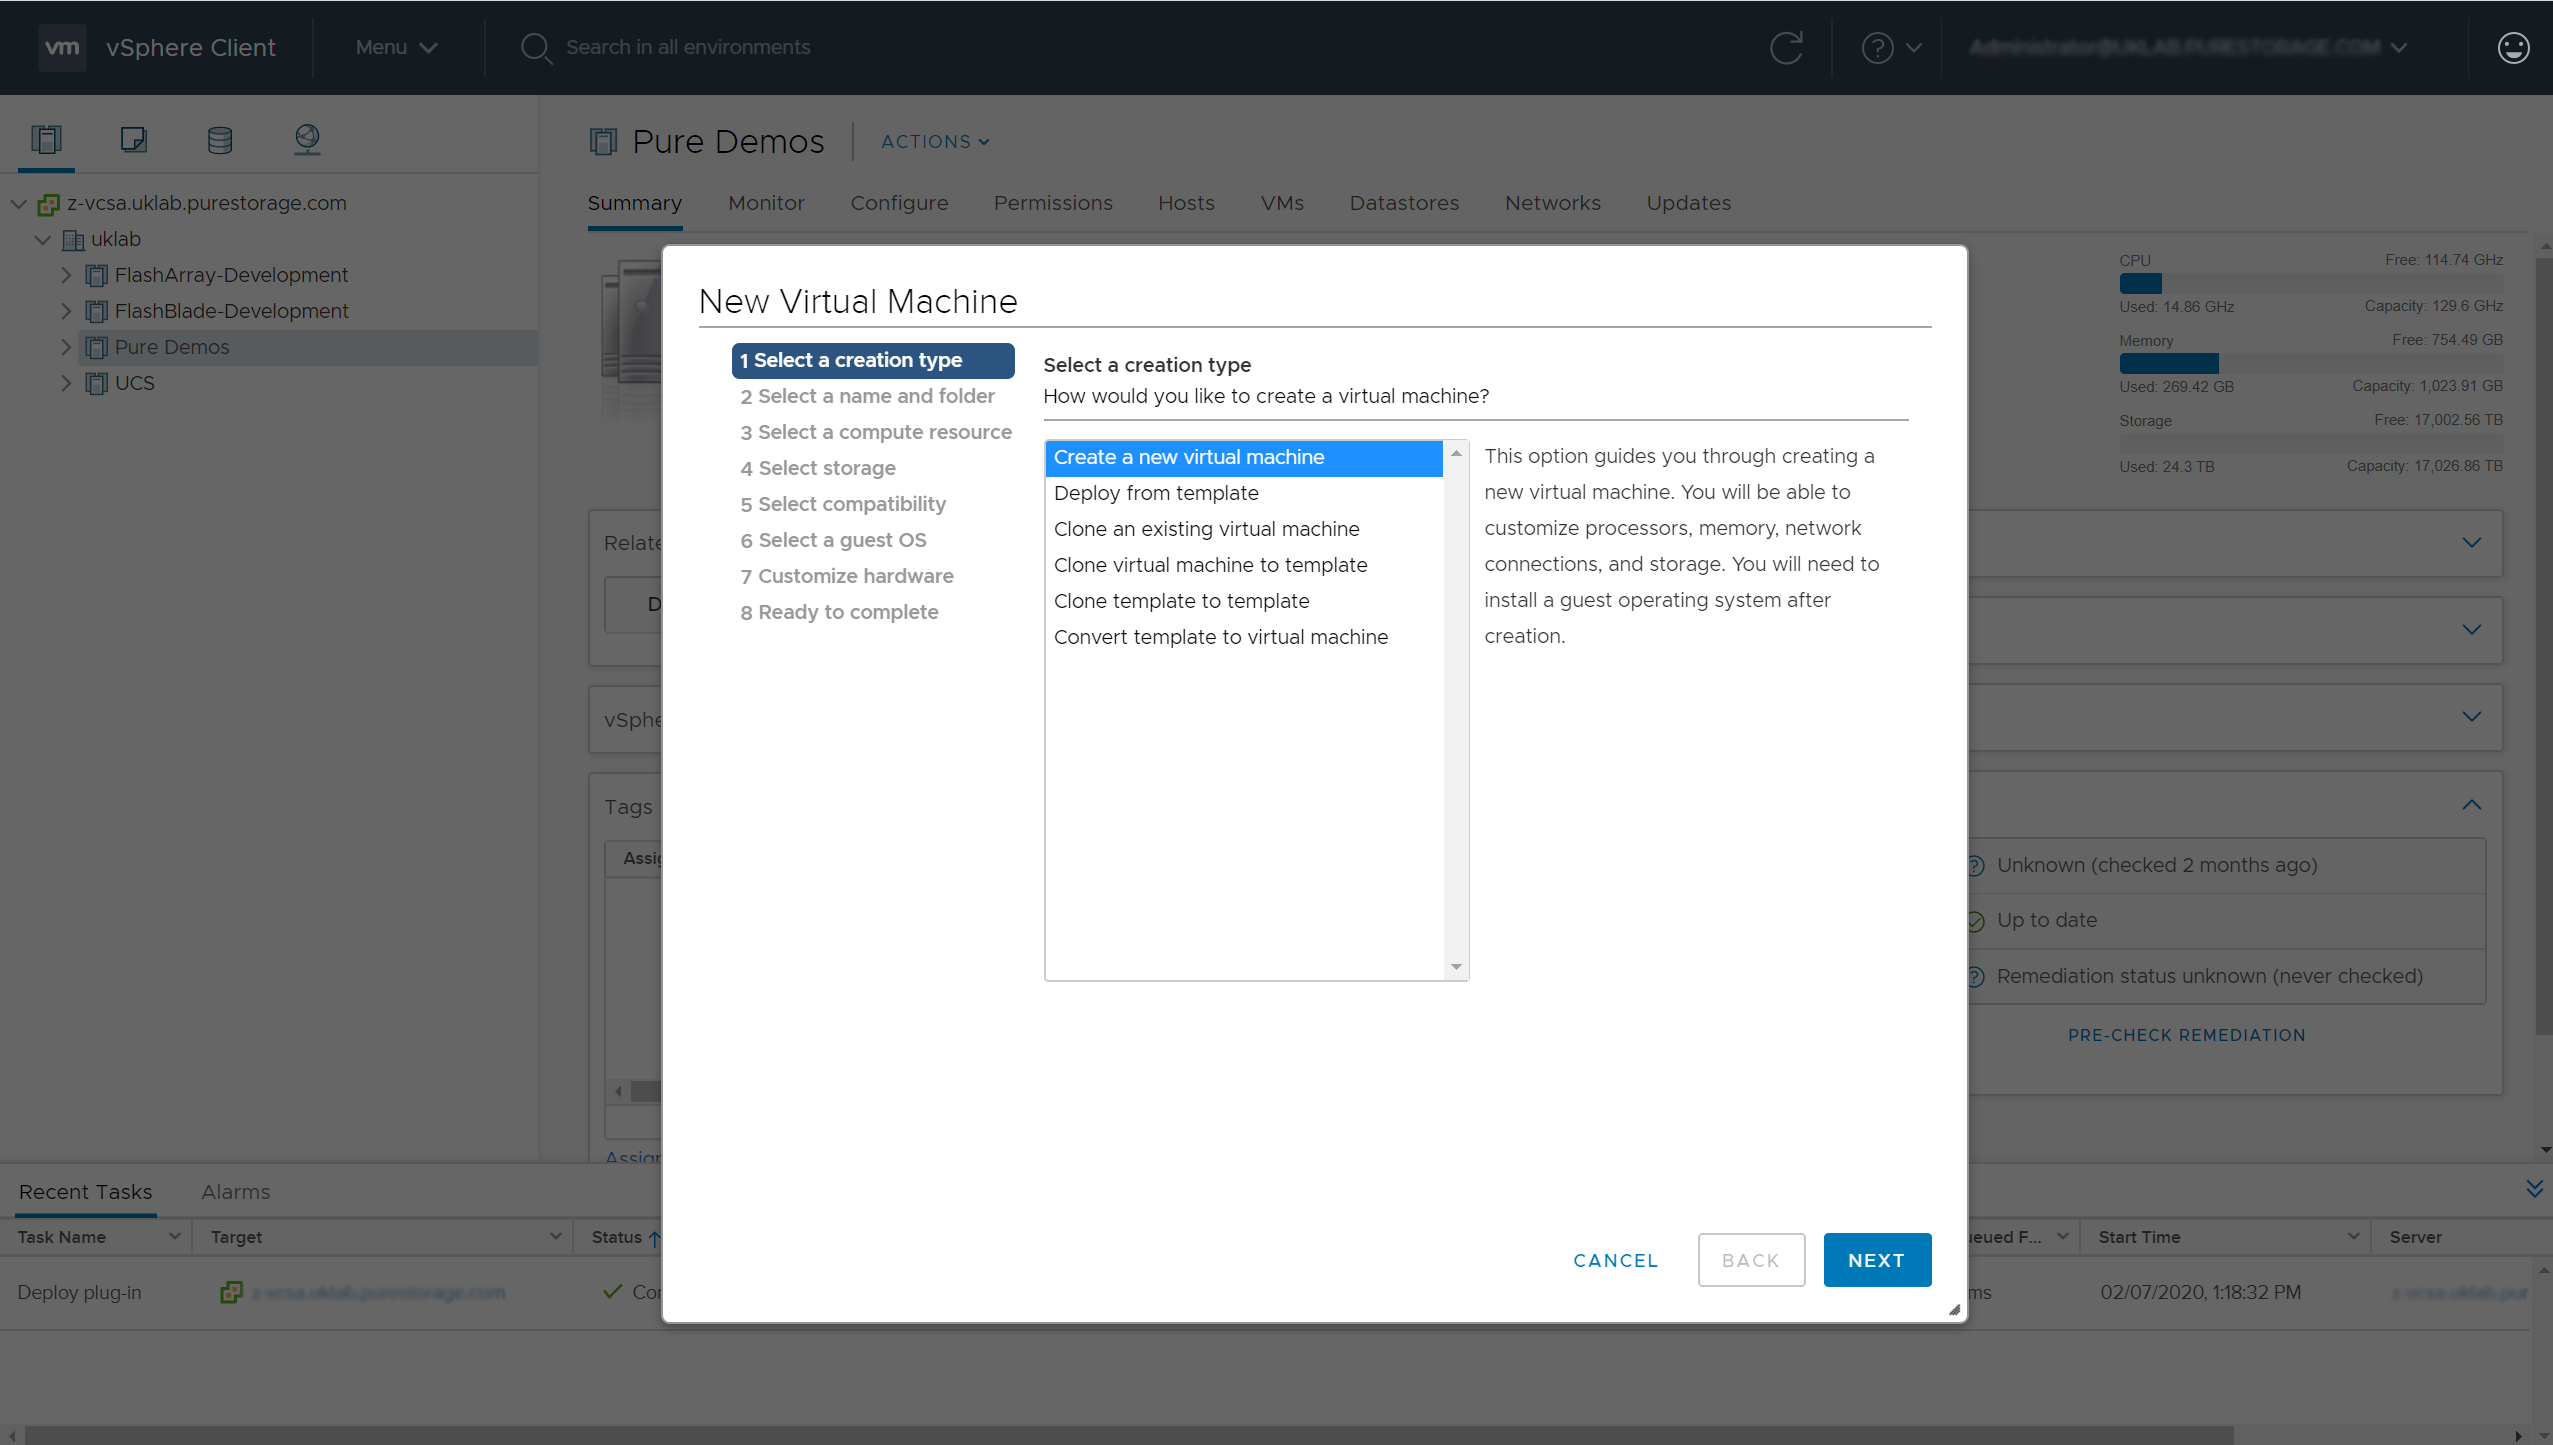 vm vSphere Client Menu Search in all environments
Pure Demos ACTIONS
z-vcsa.uklab.purestorage.com
uklab
FlashArray-Development
FlashBlade-Development
Pure Demos
UCS
Summary Monitor Configure Permissions Hosts VMs Datastores Networks Updates
CPU Free: 114.74 GHz
Used: 14.86 GHz Capacity: 129.6 GHz
Memory Free: 754.49 GB
Used: 269.42 GB Capacity: 1,023.91 GB
Storage Free: 17,002.56 TB
Used: 24.3 TB Capacity: 17,026.86 TB
New Virtual Machine
1 Select a creation type
2 Select a name and folder
3 Select a compute resource
4 Select storage
5 Select compatibility
6 Select a guest OS
7 Customize hardware
8 Ready to complete
Select a creation type
How would you like to create a virtual machine?
Create a new virtual machine
Deploy from template
Clone an existing virtual machine
Clone virtual machine to template
Clone template to template
Convert template to virtual machine
This option guides you through creating a
new virtual machine. You will be able to
customize processors, memory, network
connections, and storage. You will need to
install a guest operating system after
creation.
CANCEL BACK NEXT
Relate
D
vSphe
Tags
Assig
Assign
Unknown (checked 2 months ago)
Up to date
Remediation status unknown (never checked)
PRE-CHECK REMEDIATION
Recent Tasks Alarms
Task Name Target Status ueued F... Start Time Server
Deploy plug-in z-vcsa.uklab.purestorage.com Co ms 02/07/2020, 1:18:32 PM